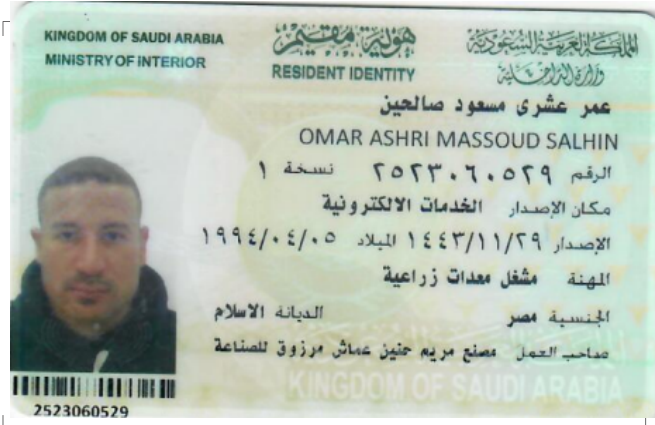 KINGDOM OF SAUDI ARABIA
MINISTRY OF INTERIOR
هوية مقيم
RESIDENT IDENTITY
المملكة العربية السعودية
وزارة الداخلية
عمر عشرى مسعود صالحين
OMAR ASHRI MASSOUD SALHIN
الرقم ٢٥٢٣٠٦٠٥٢٩ نسخة ١
مكان الإصدار الخدمات الالكترونية
الإصدار ١٤٤٣/١١/٢٩ الميلاد ١٩٩٤/٠٤/٠٥
المهنة مشغل معدات زراعية
الجنسية مصر الديانة الاسلام
صاحب العمل مصنع مريم حنين عماش مرزوق للصناعة
KINGDOM OF SAUDI ARABIA
2523060529